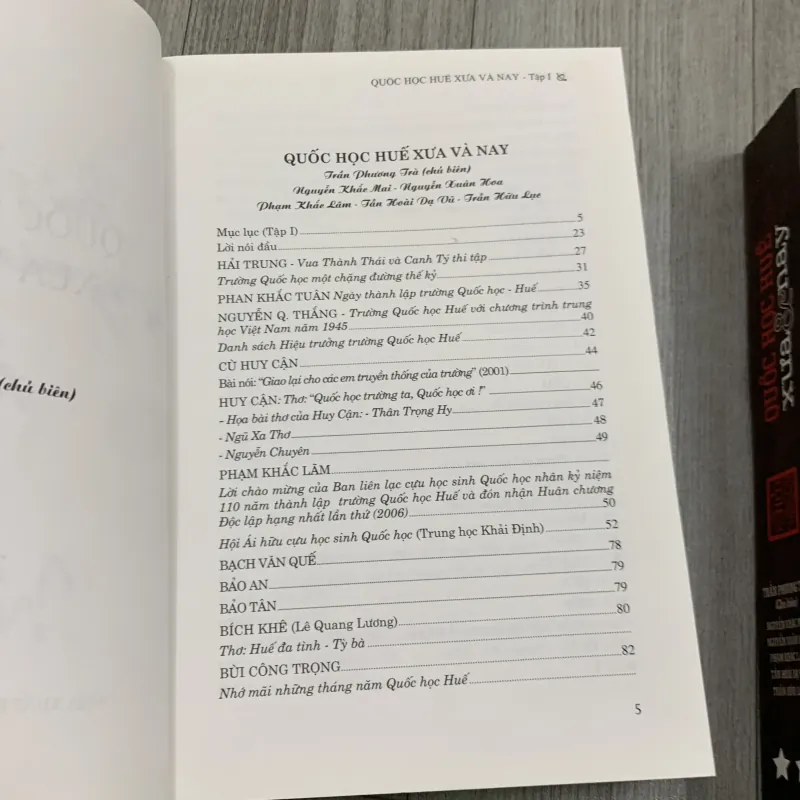 QUỐC HỌC HUẾ XƯA VÀ NAY - Tập I
QUỐC HỌC HUẾ XƯA VÀ NAY
Trần Phương Trà (chủ biên)
Nguyễn Khắc Mai - Nguyễn Xuân Hoa
Phạm Khắc Lãm - Tần Hoài Dạ Vũ - Trần Hữu Lục
Mục lục (Tập I) 5
Lời nói đầu 23
HẢI TRUNG - Vua Thành Thái và Canh Tý thi tập 27
Trường Quốc học một chặng đường thế kỷ 31
PHAN KHẮC TUÂN Ngày thành lập trường Quốc học - Huế 35
NGUYỄN Q. THẮNG - Trường Quốc học Huế với chương trình trung
học Việt Nam năm 1945 40
Danh sách Hiệu trưởng trường Quốc học Huế 42
CÙ HUY CẬN 44
Bài nói: “Giao lại cho các em truyền thống của trường” (2001)
HUY CẬN: Thơ: “Quốc học trường ta, Quốc học ơi !” 46
- Họa bài thơ của Huy Cận: - Thân Trọng Hy 47
- Ngũ Xa Thơ 48
- Nguyễn Chuyên 49
PHẠM KHẮC LÃM
Lời chào mừng của Ban liên lạc cựu học sinh Quốc học nhân kỷ niệm
110 năm thành lập trường Quốc học Huế và đón nhận Huân chương
Độc lập hạng nhất lần thứ (2006) 50
Hội Ái hữu cựu học sinh Quốc học (Trung học Khải Định) 52
BẠCH VĂN QUẾ 78
BẢO AN 79
BẢO TÂN 79
BÍCH KHÊ (Lê Quang Lương) 80
Thơ: Huế đa tình - Tỳ bà
BÙI CÔNG TRỌNG 82
Nhớ mãi những tháng năm Quốc học Huế
5
(chủ biên)
QUỐC HỌC HUẾ
xưa & nay